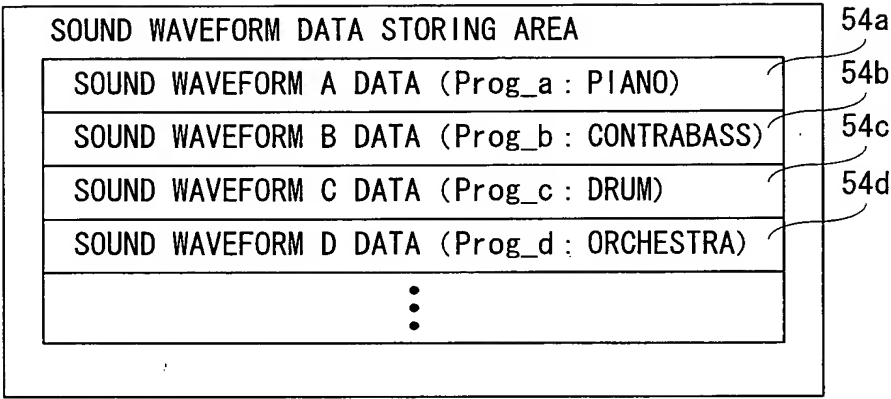 SOUND WAVEFORM DATA STORING AREA
54a
SOUND WAVEFORM A DATA (Prog_a : PIANO)
54b
SOUND WAVEFORM B DATA (Prog_b : CONTRABASS)
54c
SOUND WAVEFORM C DATA (Prog_c : DRUM)
54d
SOUND WAVEFORM D DATA (Prog_d : ORCHESTRA)